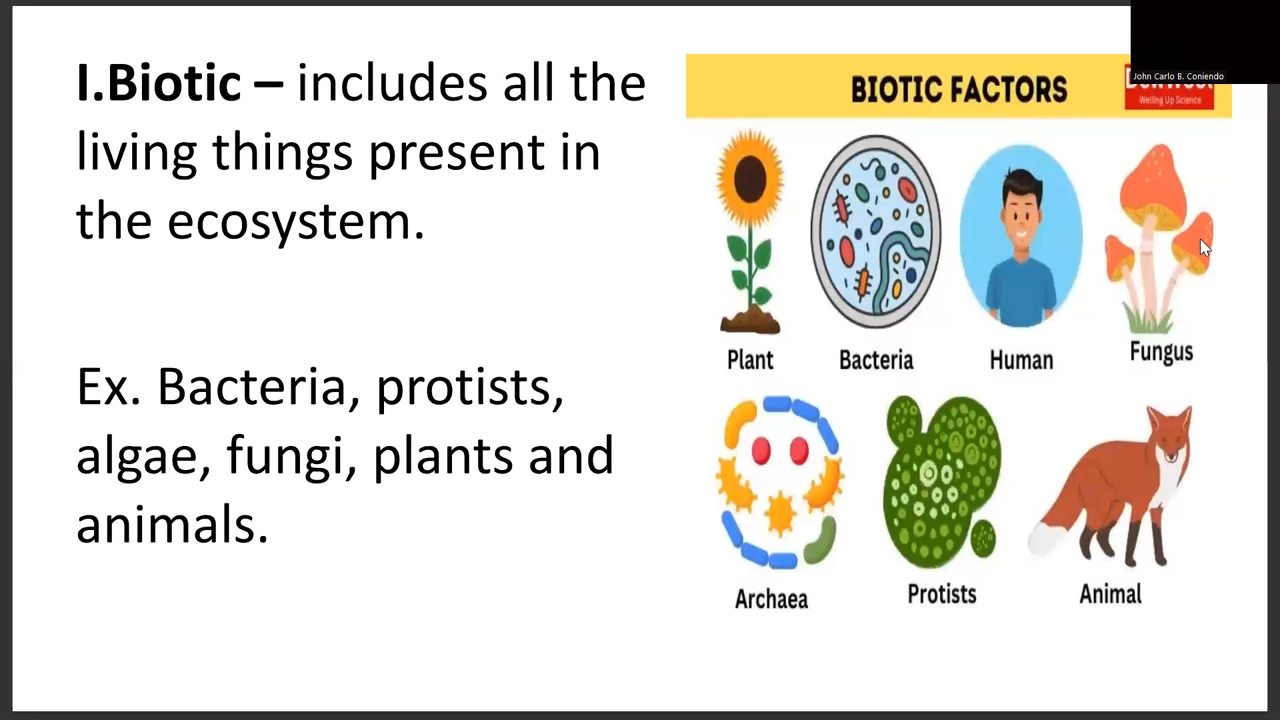 I.Biotic – includes all the
living things present in
the ecosystem.
Ex. Bacteria, protists,
algae, fungi, plants and
animals.
John Carlo B. Coniendo
BIOTIC FACTORS
Welling Up Science
Plant
Bacteria
Human
Fungus
Archaea
Protists
Animal